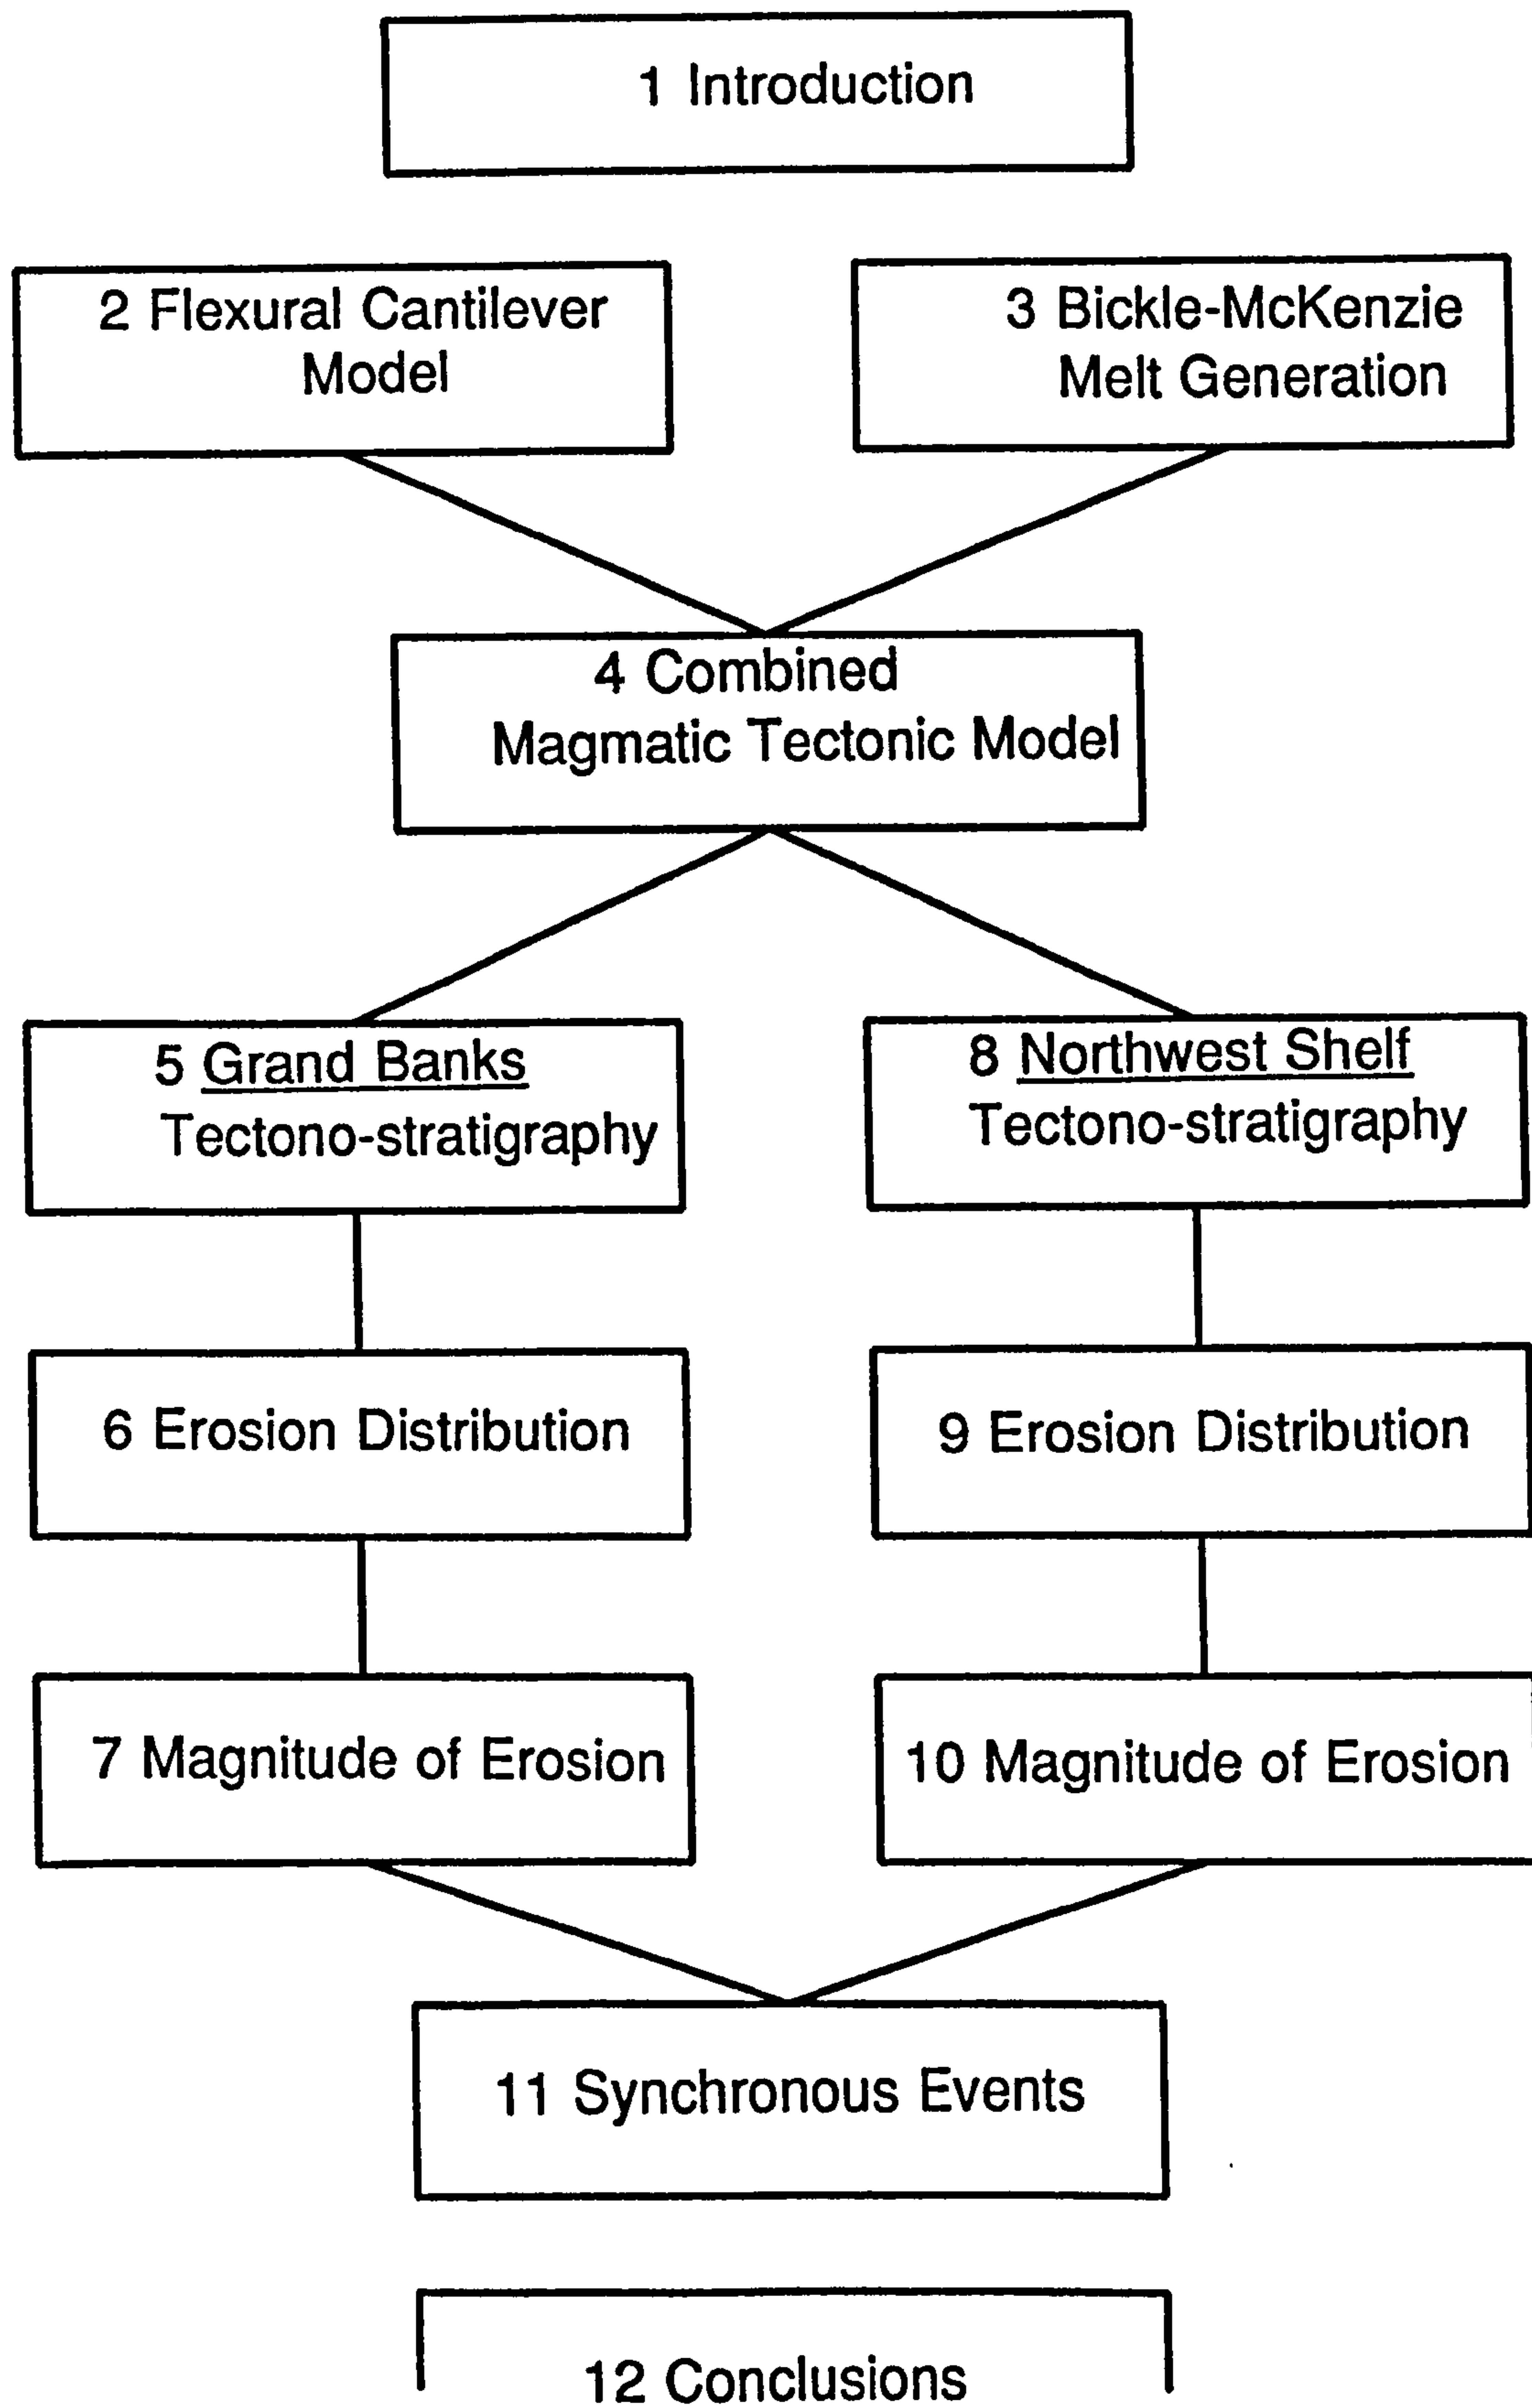 1 Introduction
2 Flexural Cantilever
Model
3 Bickle-McKenzie
Melt Generation
4 Combined
Magmatic Tectonic Model
5 Grand Banks
Tectono-stratigraphy
8 Northwest Shelf
Tectono-stratigraphy
6 Erosion Distribution
9 Erosion Distribution
7 Magnitude of Erosion
10 Magnitude of Erosion
11 Synchronous Events
12 Conclusions